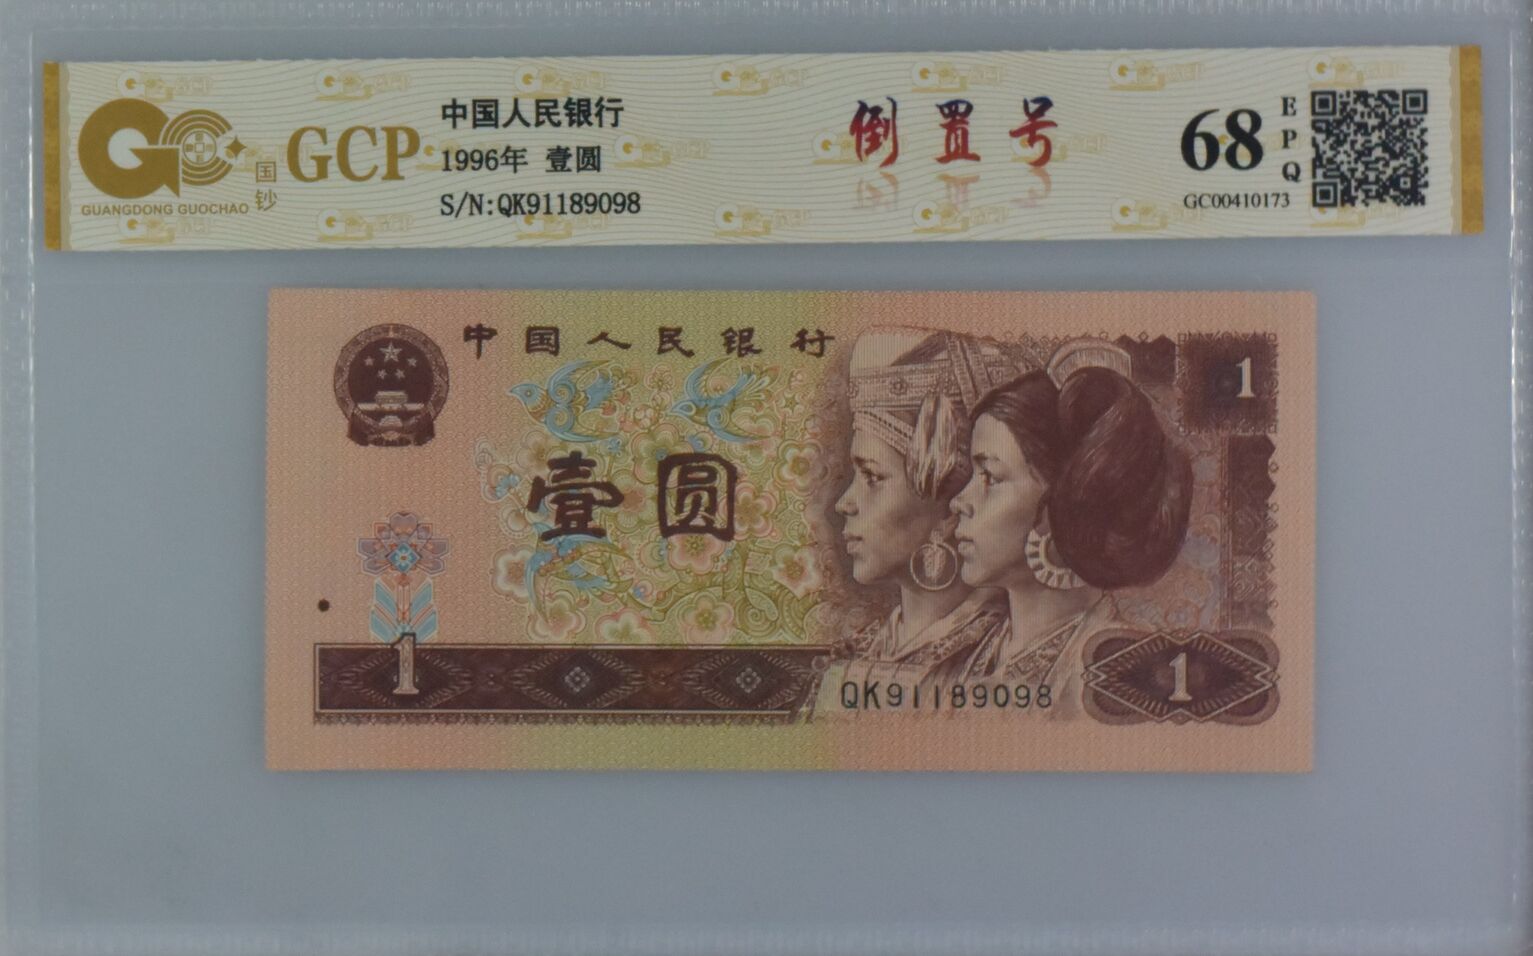 GCP
国钞
GUANGDONG GUOCHAO
中国人民银行
1996年 壹圆
S/N:QK91189098
倒置号
68
EPQ
GC00410173
中国人民银行
1
壹圆
1
QK91189098
1